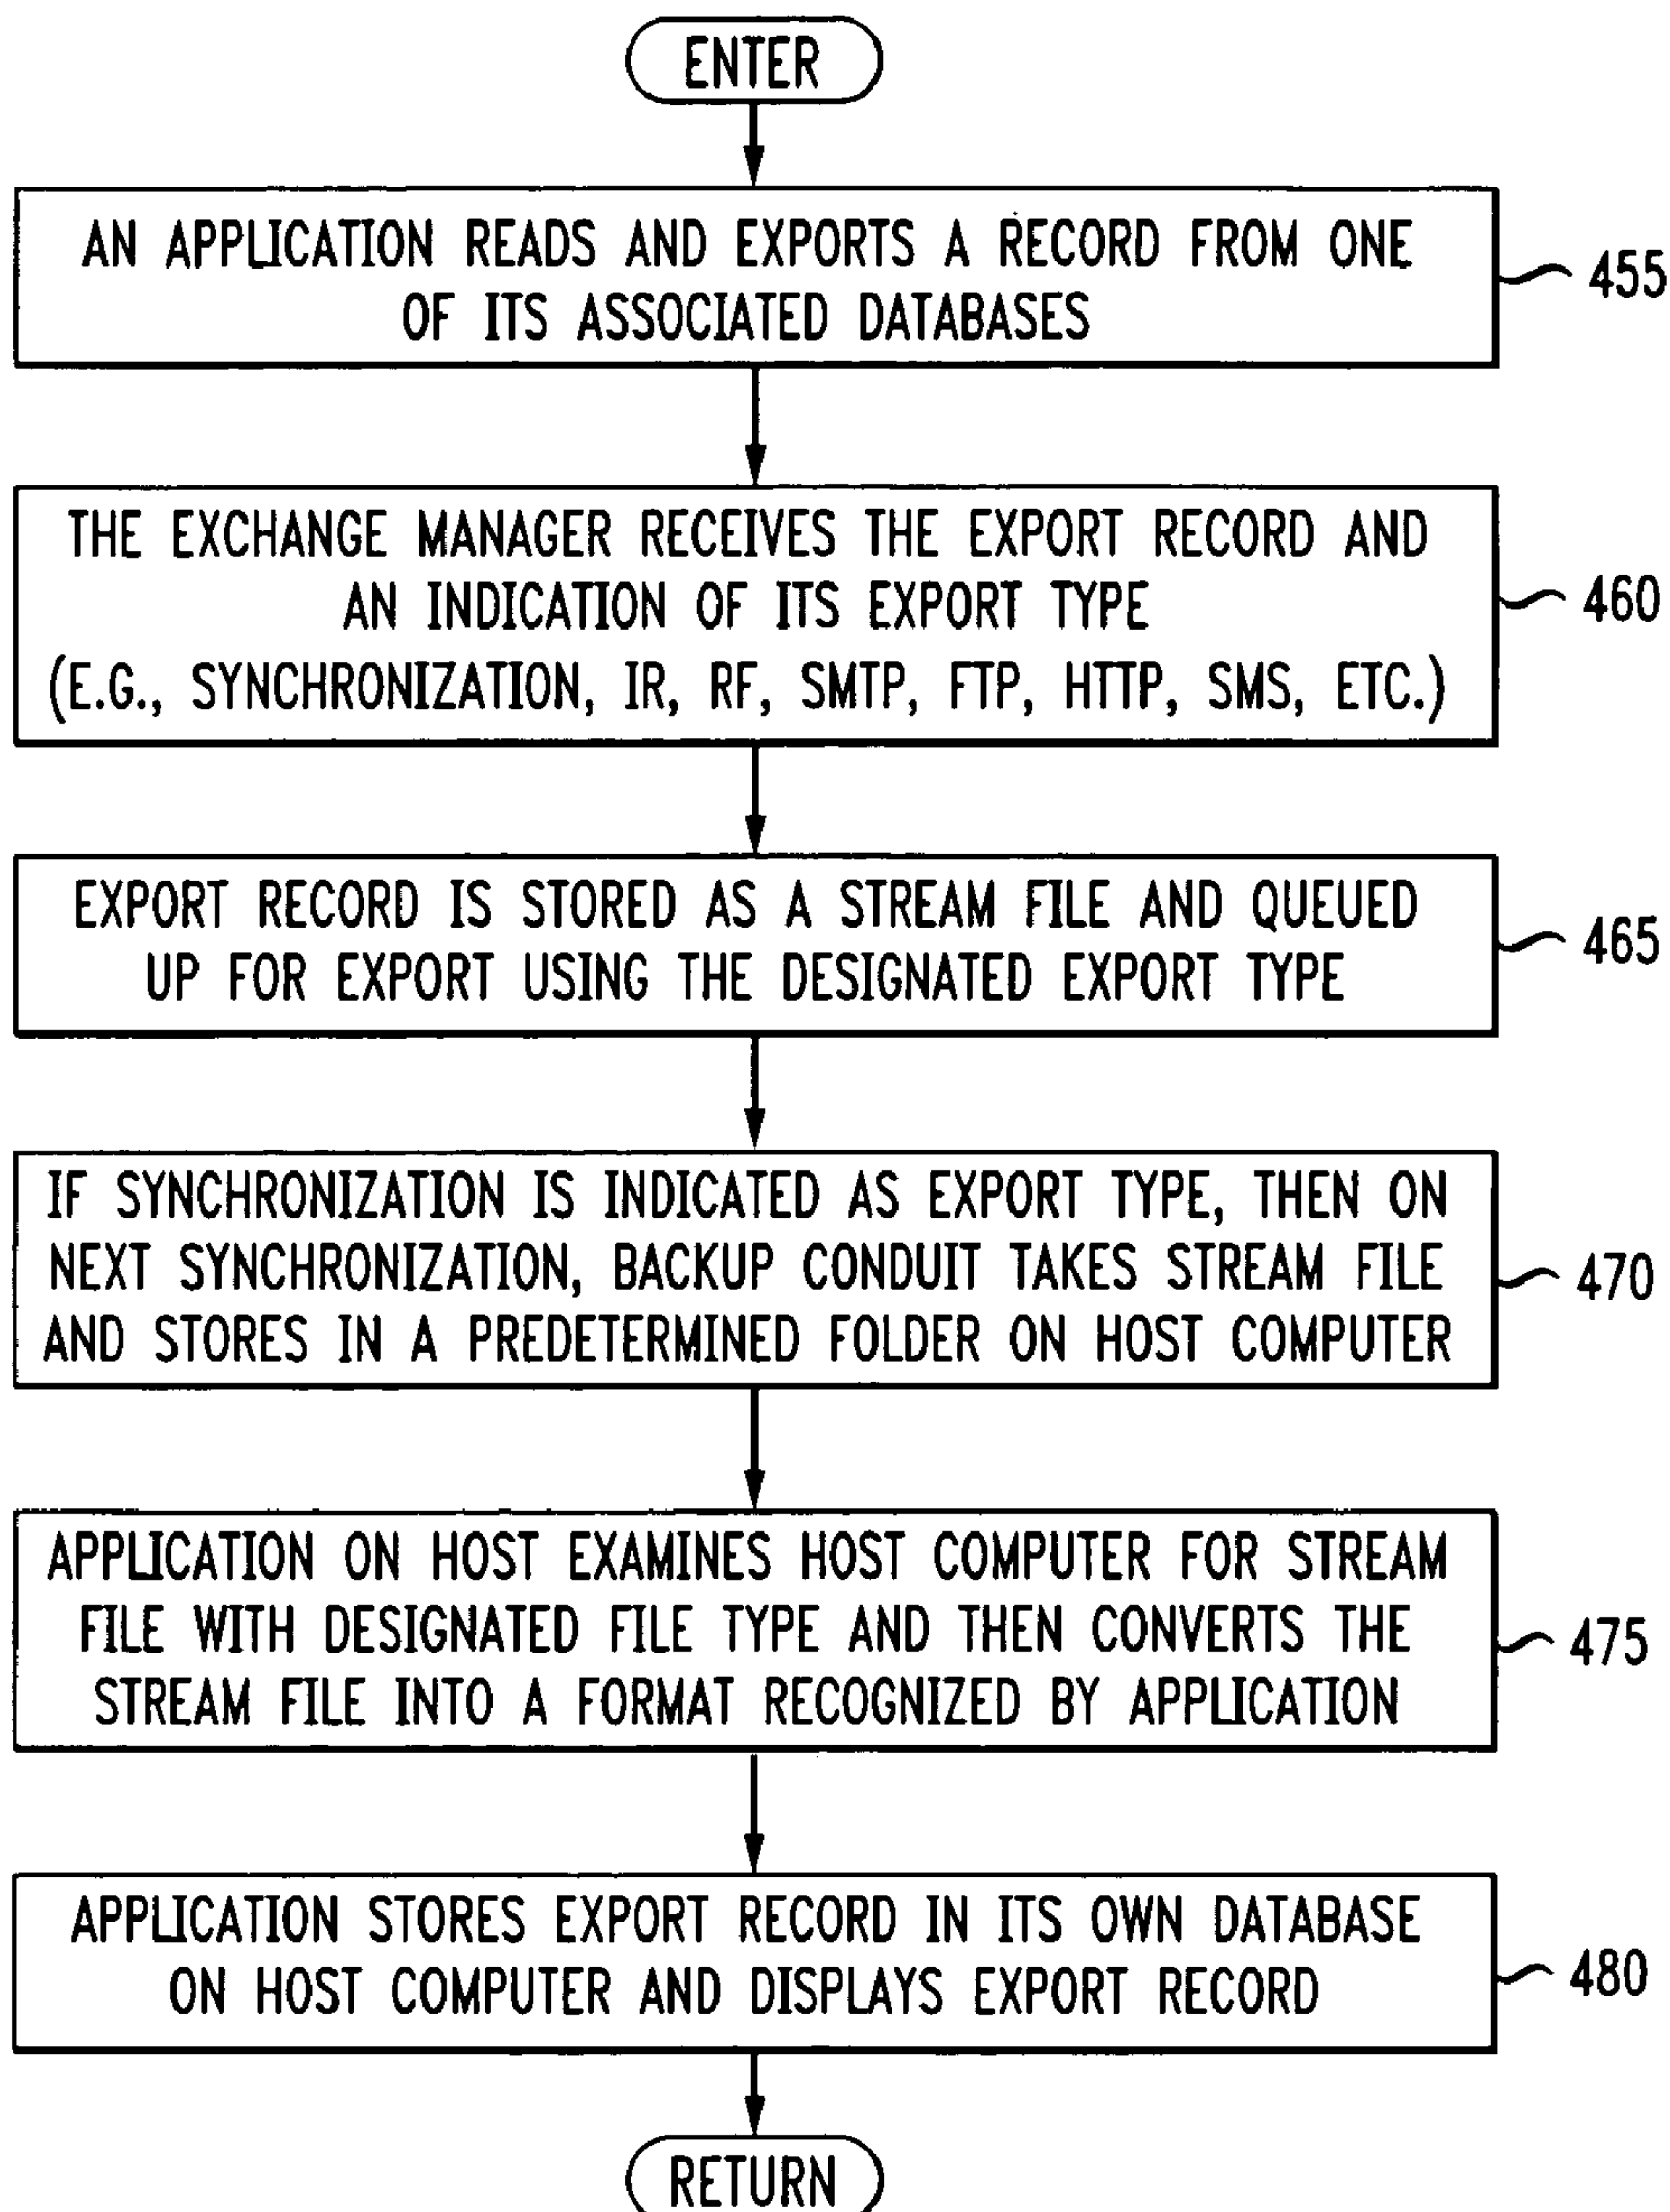 ENTER
AN APPLICATION READS AND EXPORTS A RECORD FROM ONE
OF ITS ASSOCIATED DATABASES
455
THE EXCHANGE MANAGER RECEIVES THE EXPORT RECORD AND
AN INDICATION OF ITS EXPORT TYPE
(E.G., SYNCHRONIZATION, IR, RF, SMTP, FTP, HTTP, SMS, ETC.)
460
EXPORT RECORD IS STORED AS A STREAM FILE AND QUEUED
UP FOR EXPORT USING THE DESIGNATED EXPORT TYPE
465
IF SYNCHRONIZATION IS INDICATED AS EXPORT TYPE, THEN ON
NEXT SYNCHRONIZATION, BACKUP CONDUIT TAKES STREAM FILE
AND STORES IN A PREDETERMINED FOLDER ON HOST COMPUTER
470
APPLICATION ON HOST EXAMINES HOST COMPUTER FOR STREAM
FILE WITH DESIGNATED FILE TYPE AND THEN CONVERTS THE
STREAM FILE INTO A FORMAT RECOGNIZED BY APPLICATION
475
APPLICATION STORES EXPORT RECORD IN ITS OWN DATABASE
ON HOST COMPUTER AND DISPLAYS EXPORT RECORD
480
RETURN